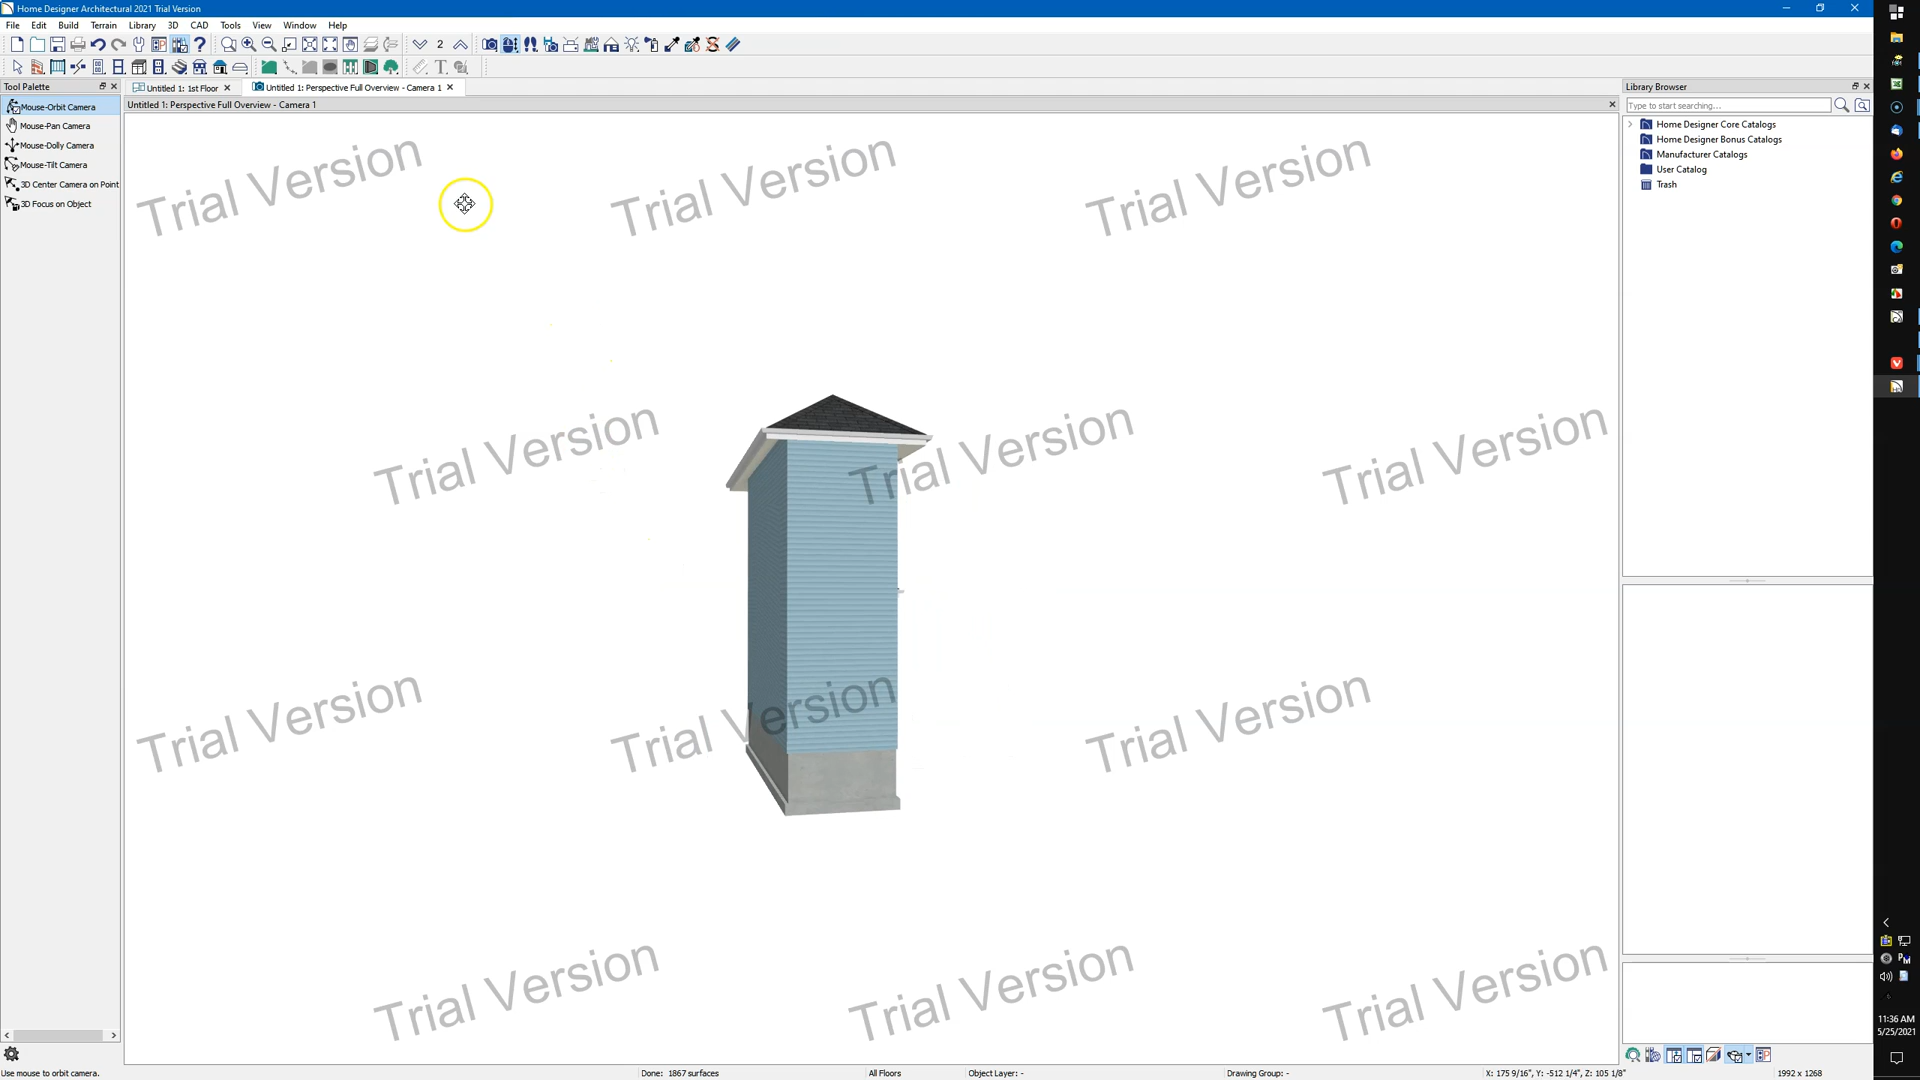 Home Designer Architectural 2021 Trial Version
File Edit Build Terrain Library 3D CAD Tools View Window Help
2
Tool Palette
Untitled 1: 1st Floor
Untitled 1: Perspective Full Overview - Camera 1
Library Browser
Mouse-Orbit Camera
Mouse-Pan Camera
Mouse-Dolly Camera
Mouse-Tilt Camera
3D Center Camera on Point
3D Focus on Object
Untitled 1: Perspective Full Overview - Camera 1
Type to start searching...
Home Designer Core Catalogs
Home Designer Bonus Catalogs
Manufacturer Catalogs
User Catalog
Trash
Trial Version Trial Version Trial Version
Trial Version Trial Version Trial Version
Trial Version Trial Version Trial Version
Trial Version Trial Version Trial Version
11:36 AM
5/25/2021
Use mouse to orbit camera.
Done: 1867 surfaces
All Floors
Object Layer: -
Drawing Group: -
X: 175 9/16", Y: -512 1/4", Z: 105 1/8"
1992 x 1268